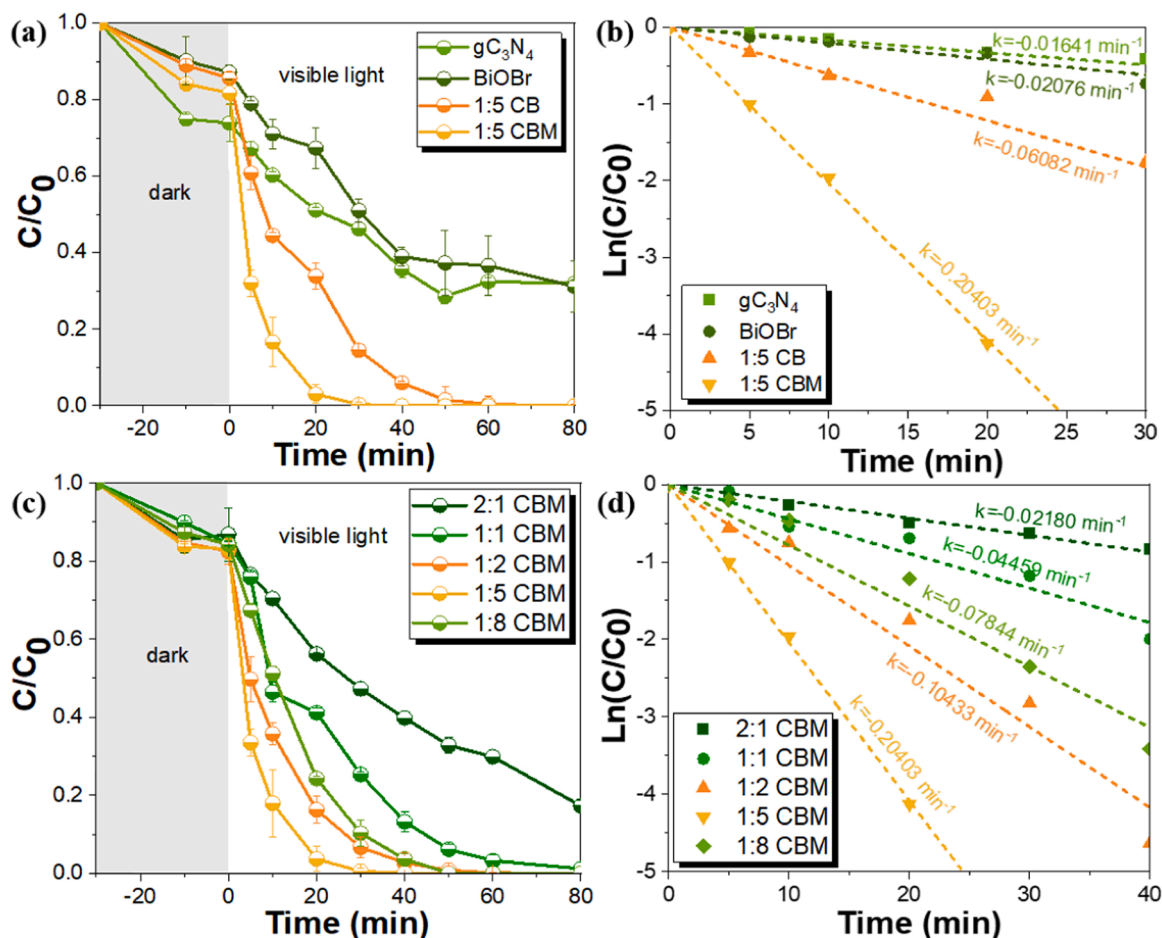 (a)
gC3N4
BiOBr
1:5 CB
1:5 CBM
visible light
dark
1.0
0.8
0.6
0.4
0.2
0.0
C/C0
-20 0 20 40 60 80
Time (min)
(b)
k=-0.01641 min-1
k=-0.02076 min-1
k=-0.06082 min-1
k=-0.20403 min-1
gC3N4
BiOBr
1:5 CB
1:5 CBM
0
-1
-2
-3
-4
-5
Ln(C/C0)
0 5 10 15 20 25 30
Time (min)
(c)
2:1 CBM
1:1 CBM
1:2 CBM
1:5 CBM
1:8 CBM
visible light
dark
1.0
0.8
0.6
0.4
0.2
0.0
C/C0
-20 0 20 40 60 80
Time (min)
(d)
k=-0.02180 min-1
k=-0.04459 min-1
k=-0.07844 min-1
k=-0.10433 min-1
k=-0.20403 min-1
2:1 CBM
1:1 CBM
1:2 CBM
1:5 CBM
1:8 CBM
0
-1
-2
-3
-4
-5
Ln(C/C0)
0 10 20 30 40
Time (min)